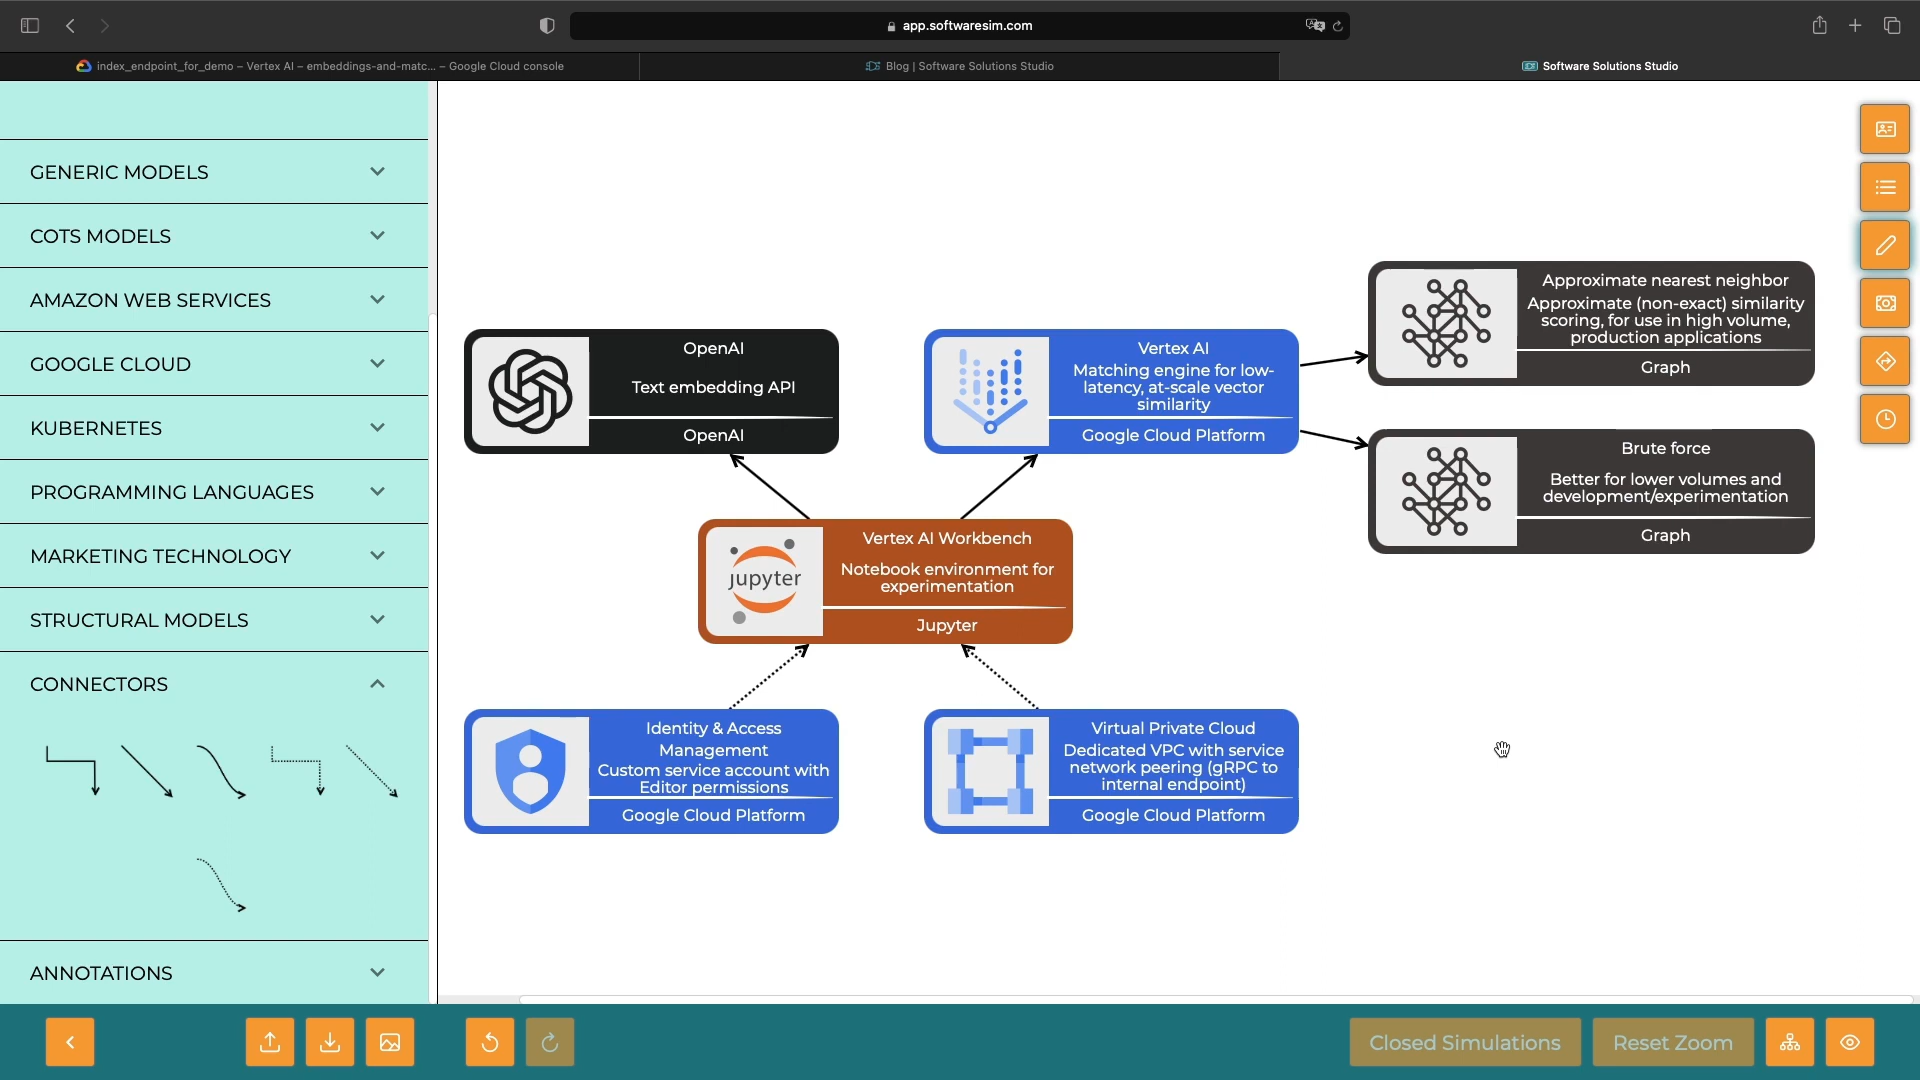 app.softwaresim.com
index_endpoint_for_demo – Vertex AI – embeddings-and-matc... – Google Cloud console
Blog | Software Solutions Studio
Software Solutions Studio
GENERIC MODELS
COTS MODELS
AMAZON WEB SERVICES
GOOGLE CLOUD
KUBERNETES
PROGRAMMING LANGUAGES
MARKETING TECHNOLOGY
STRUCTURAL MODELS
CONNECTORS
ANNOTATIONS
OpenAI
Text embedding API
OpenAI
Vertex AI
Matching engine for low-
latency, at-scale vector
similarity
Google Cloud Platform
Approximate nearest neighbor
Approximate (non-exact) similarity
scoring, for use in high volume,
production applications
Graph
Brute force
Better for lower volumes and
development/experimentation
Graph
jupyter
Vertex AI Workbench
Notebook environment for
experimentation
Jupyter
Identity & Access
Management
Custom service account with
Editor permissions
Google Cloud Platform
Virtual Private Cloud
Dedicated VPC with service
network peering (gRPC to
internal endpoint)
Google Cloud Platform
Closed Simulations
Reset Zoom